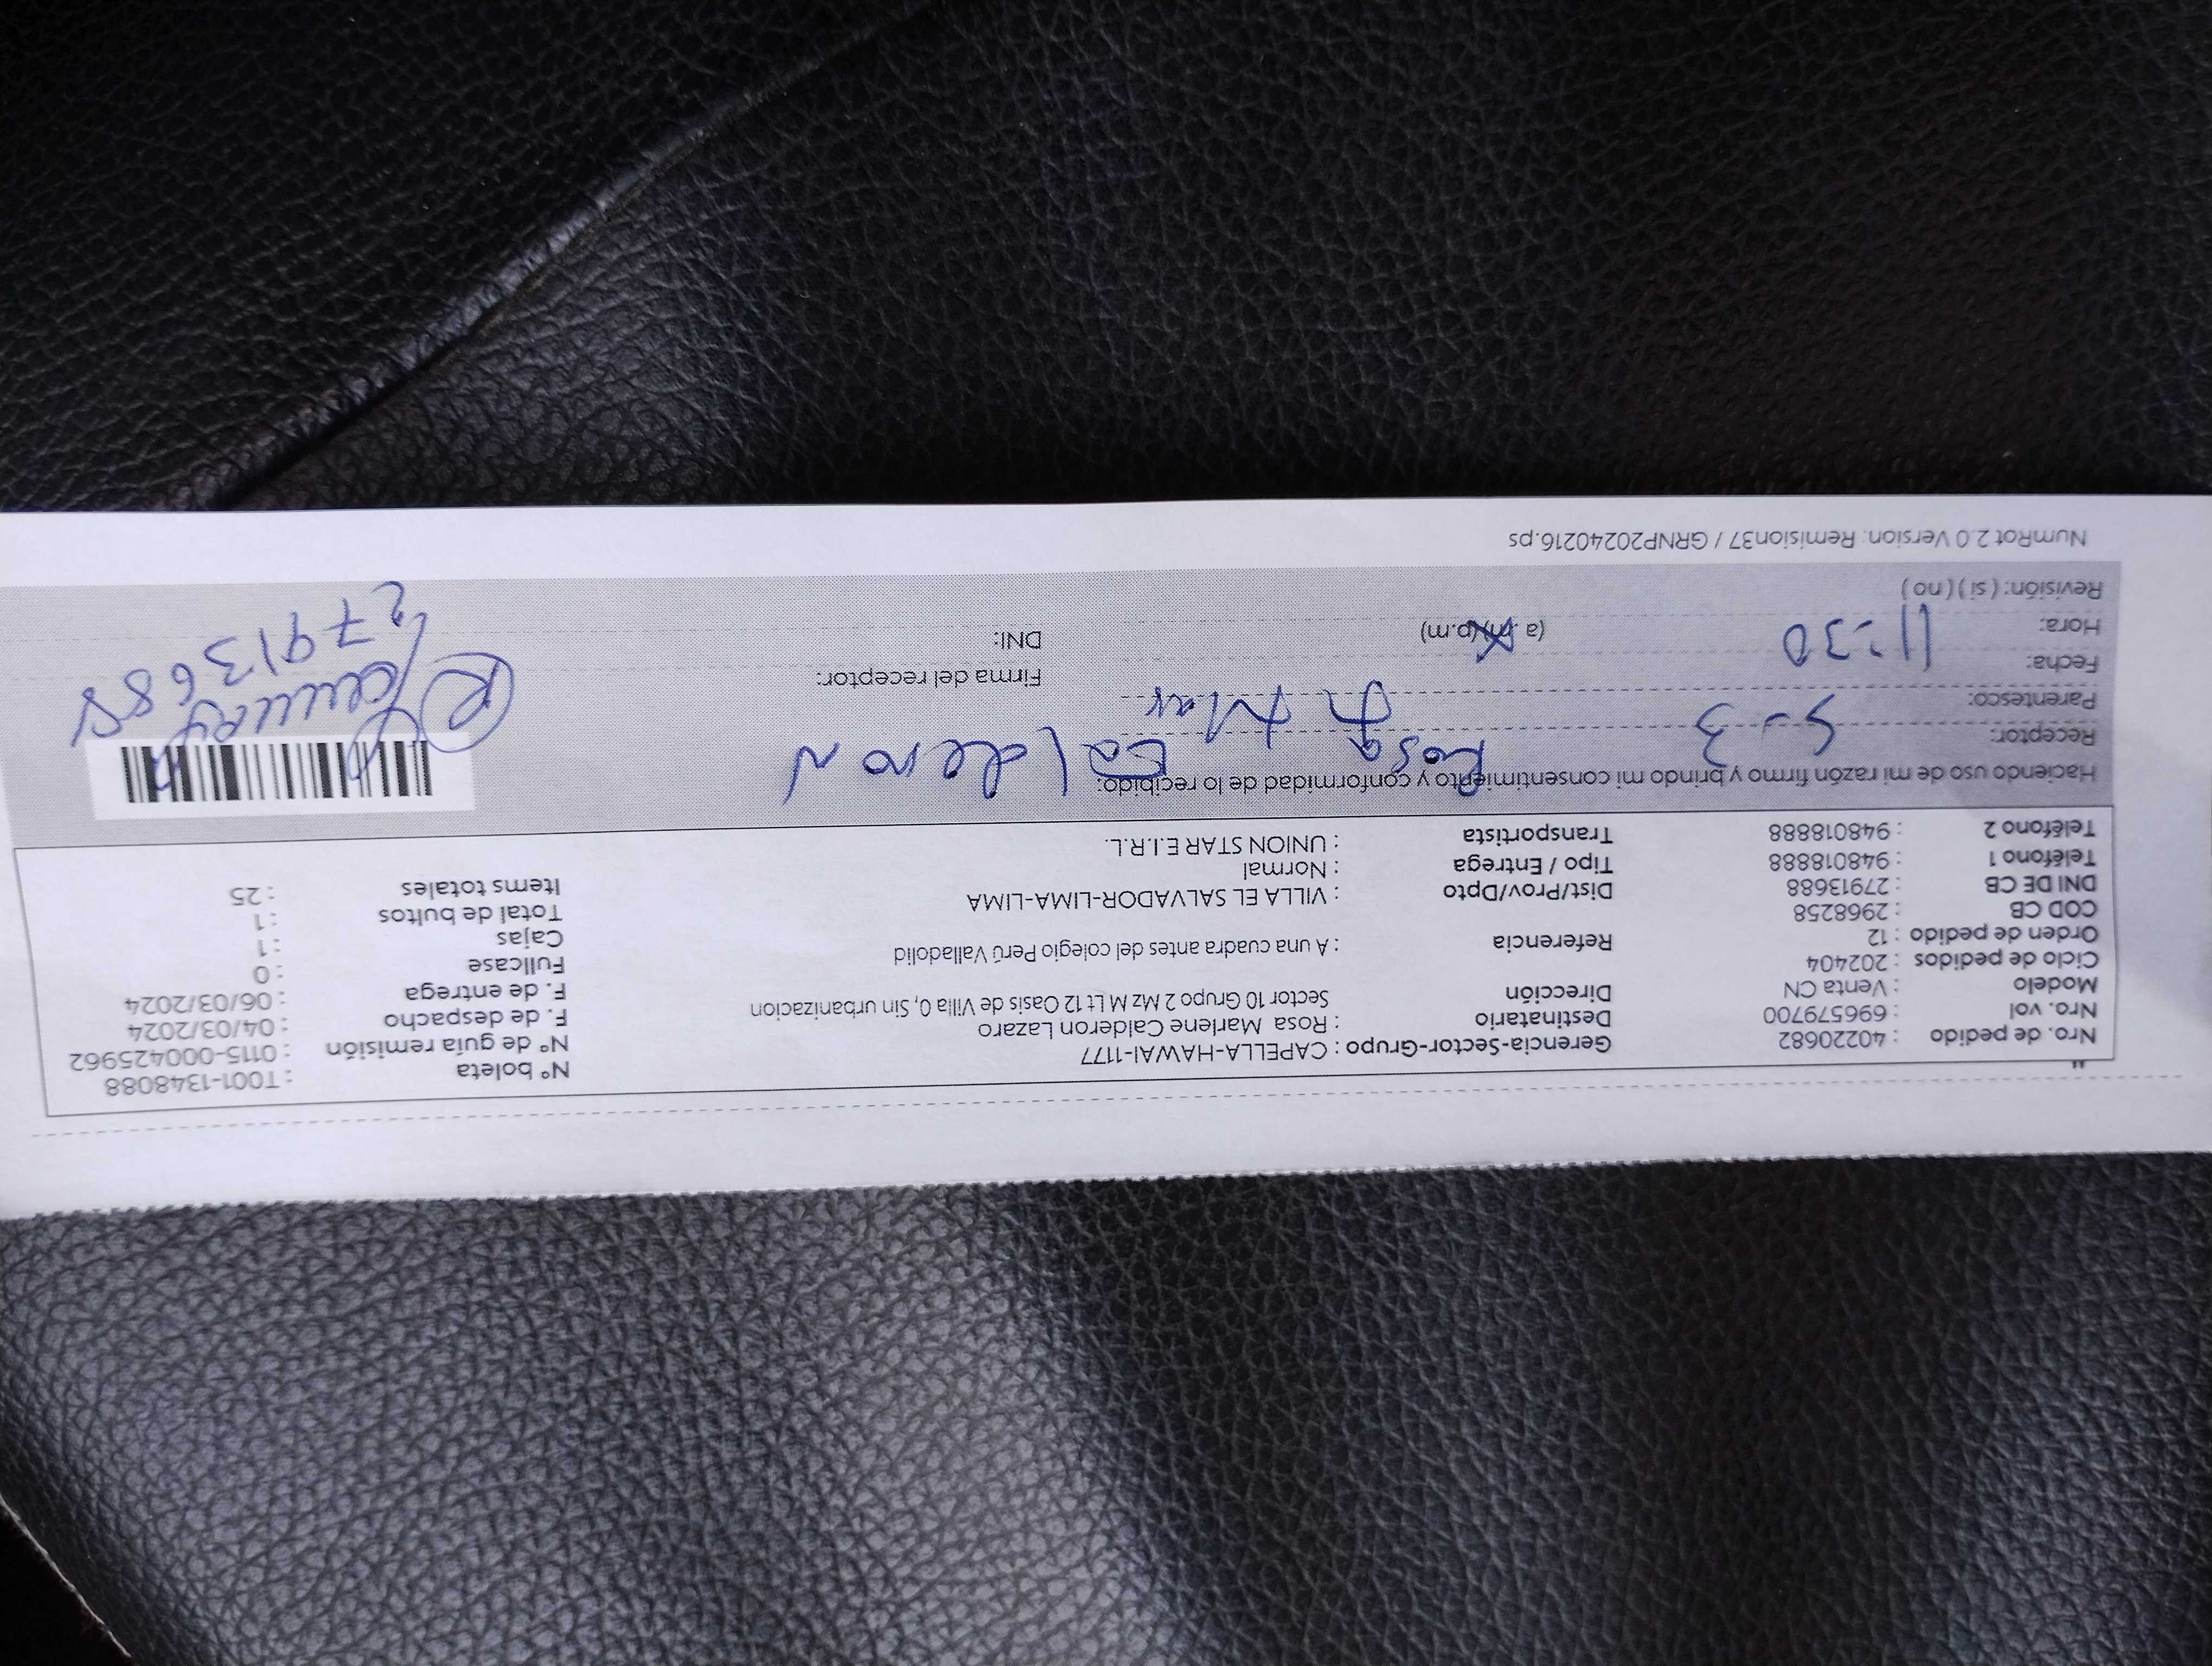 Nro. de pedido : 40220682 Gerencia-Sector-Grupo : CAPELLA-HAWAI-1177 N° boleta : T001-1348088
Nro. vol : 696579700 Destinatario : Rosa Marlene Calderon Lazaro N° de guía remisión : 0115-000425962
Modelo : Venta CN Dirección Sector 10 Grupo 2 Mz M Lt 12 Oasis de Villa 0, Sin urbanizacion F. de despacho : 04/03/2024
Ciclo de pedidos : 202404 F. de entrega : 06/03/2024
Orden de pedido : 12 Referencia : A una cuadra antes del colegio Perú Valladolid Fullcase : 0
COD CB : 2968258 Cajas : 1
DNI DE CB : 27913688 Dist/Prov/Dpto : VILLA EL SALVADOR-LIMA-LIMA Total de bultos : 1
Teléfono 1 : 948018888 Tipo / Entrega : Normal Items totales : 25
Teléfono 2 : 948018888 Transportista : UNION STAR E.I.R.L.
Haciendo uso de mi razón firmo y brindo mi consentimiento y conformidad de lo recibido:
Receptor: Rosa Calderon
Parentesco:
Fecha: 5-3 Firma del receptor:
Hora: 11:30 (a.m)(p.m) DNI: 27913688
Revisión: ( si ) ( no )
NumRot 2.0 Version: Remision37 / GRNP20240216.ps